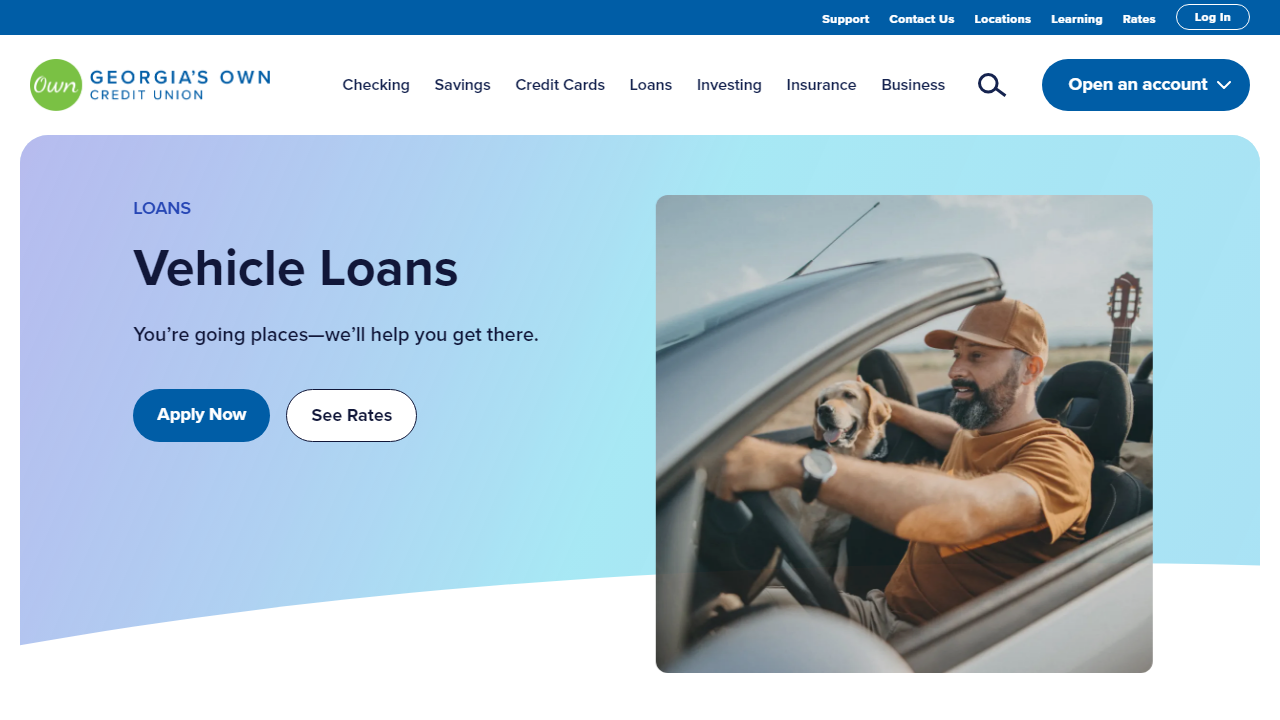 Support Contact Us Locations Learning Rates Log In
Own GEORGIA'S OWN
CREDIT UNION
Checking Savings Credit Cards Loans Investing Insurance Business Open an account
LOANS
Vehicle Loans
You’re going places—we’ll help you get there.
Apply Now See Rates